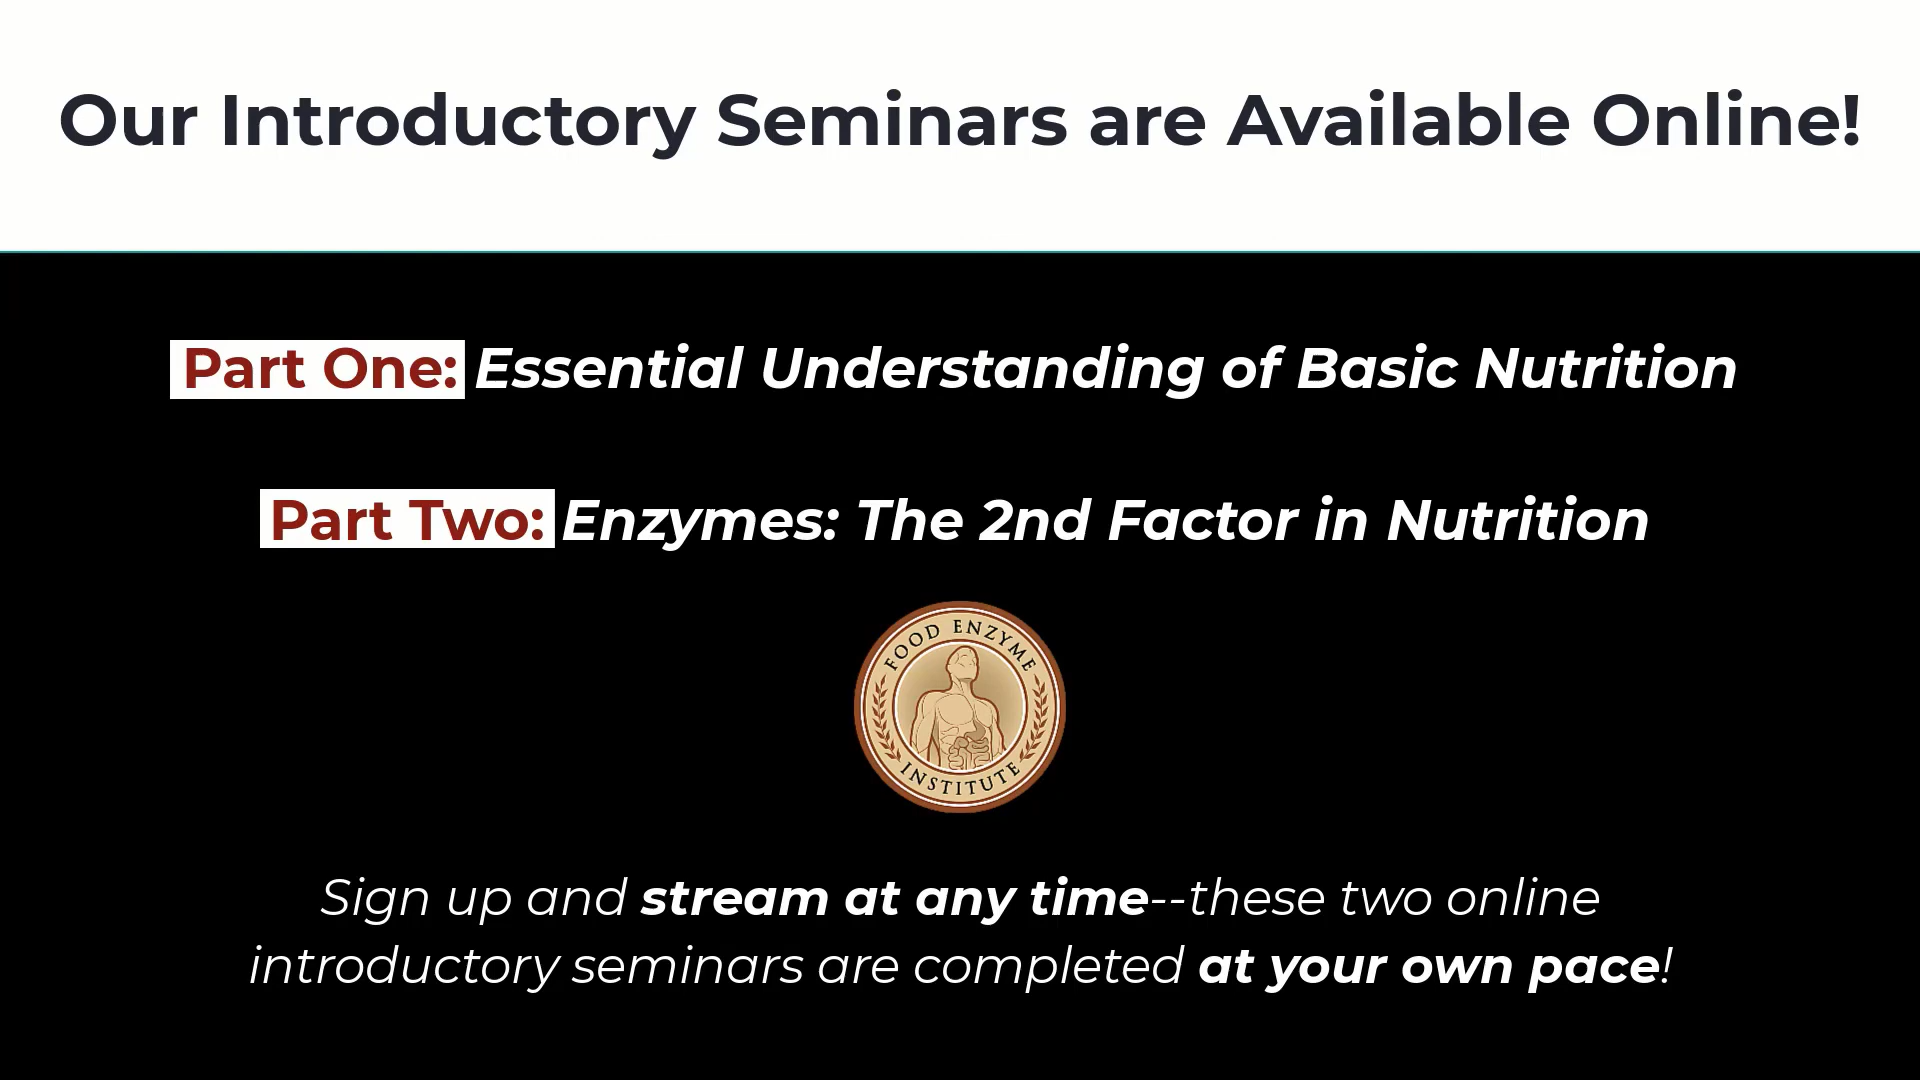 Our Introductory Seminars are Available Online!
Part One: Essential Understanding of Basic Nutrition
Part Two: Enzymes: The 2nd Factor in Nutrition
FOOD ENZYME
INSTITUTE
Sign up and stream at any time--these two online
introductory seminars are completed at your own pace!